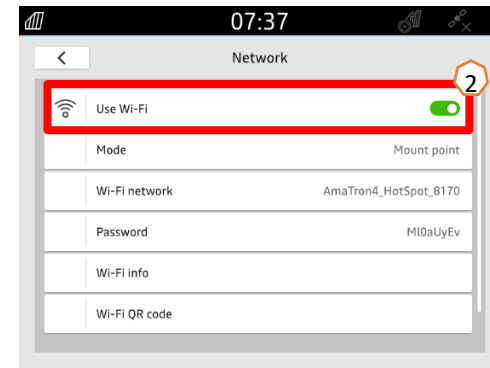 07:37
Network
2
Use Wi-Fi
Mode Mount point
Wi-Fi network AmaTron4_HotSpot_8170
Password Ml0aUyEv
Wi-Fi info
Wi-Fi QR code